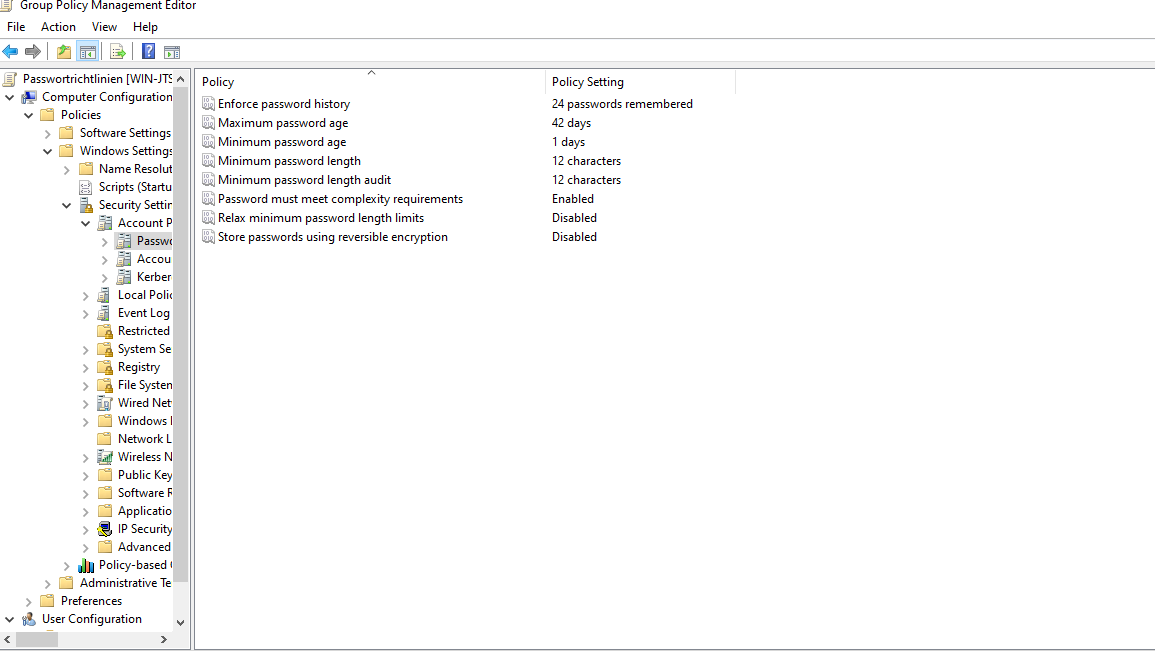 Group Policy Management Editor
File Action View Help
Passwortrichtlinien [WIN-JTS
Computer Configuration
Policies
Software Settings
Windows Settings
Name Resolut
Scripts (Startu
Security Settin
Account P
Passwo
Accou
Kerber
Local Polic
Event Log
Restricted
System Se
Registry
File System
Wired Net
Windows
Network L
Wireless N
Public Key
Software R
Applicatio
IP Security
Advanced
Policy-based
Administrative Te
Preferences
User Configuration
Policy Policy Setting
Enforce password history 24 passwords remembered
Maximum password age 42 days
Minimum password age 1 days
Minimum password length 12 characters
Minimum password length audit 12 characters
Password must meet complexity requirements Enabled
Relax minimum password length limits Disabled
Store passwords using reversible encryption Disabled